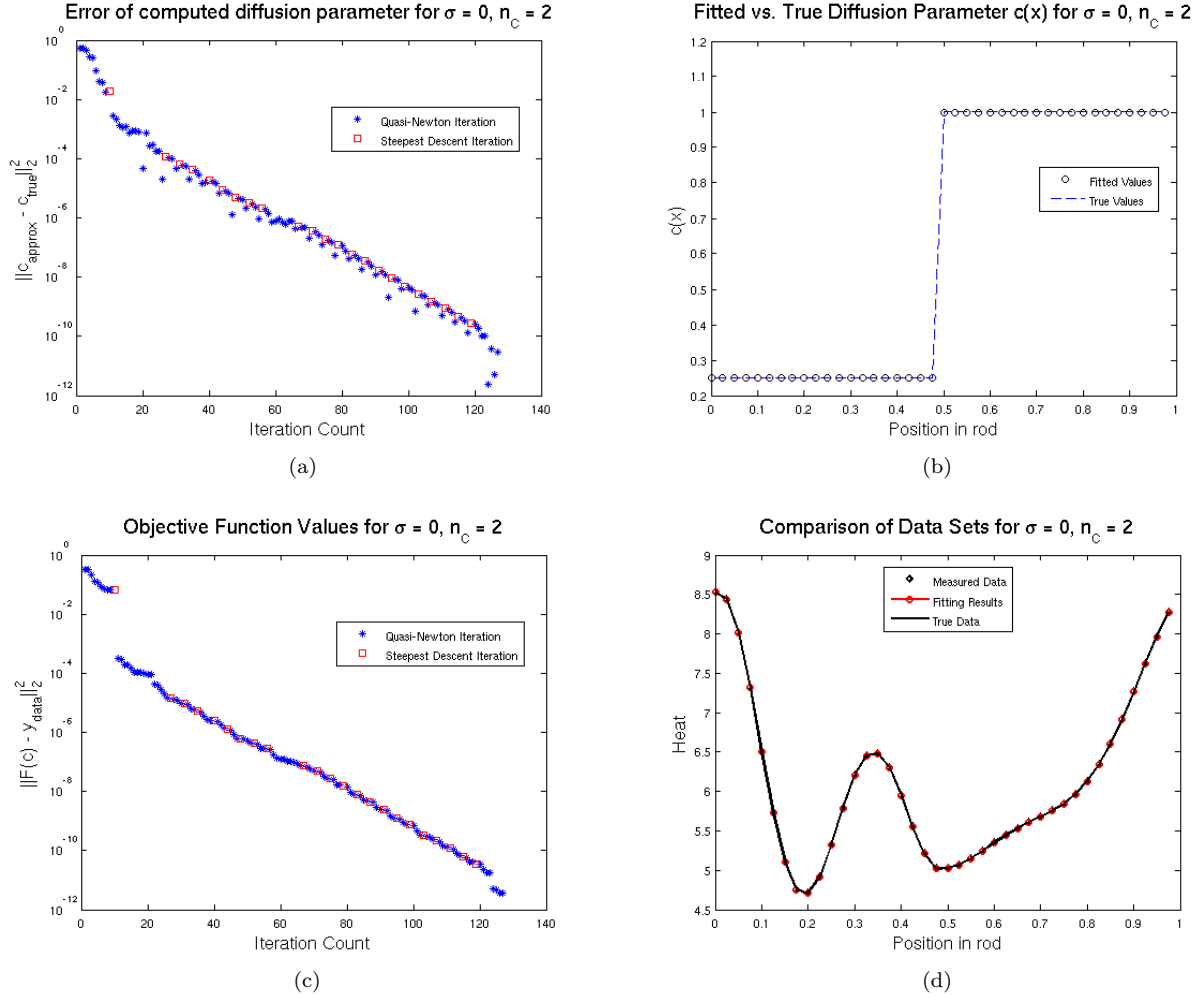 Error of computed diffusion parameter for σ = 0, n_C = 2
10^0
10^-2
10^-4
10^-6
10^-8
10^-10
10^-12
||c_approx - c_true||_2^2
Quasi-Newton Iteration
Steepest Descent Iteration
0 20 40 60 80 100 120 140
Iteration Count
(a)
Fitted vs. True Diffusion Parameter c(x) for σ = 0, n_C = 2
1.2
1.1
1
0.9
0.8
0.7
0.6
0.5
0.4
0.3
0.2
c(x)
Fitted Values
True Values
0 0.1 0.2 0.3 0.4 0.5 0.6 0.7 0.8 0.9 1
Position in rod
(b)
Objective Function Values for σ = 0, n_C = 2
10^0
10^-2
10^-4
10^-6
10^-8
10^-10
10^-12
||F(c) - y_data||_2^2
Quasi-Newton Iteration
Steepest Descent Iteration
0 20 40 60 80 100 120 140
Iteration Count
(c)
Comparison of Data Sets for σ = 0, n_C = 2
9
8.5
8
7.5
7
6.5
6
5.5
5
4.5
Heat
Measured Data
Fitting Results
True Data
0 0.1 0.2 0.3 0.4 0.5 0.6 0.7 0.8 0.9 1
Position in rod
(d)